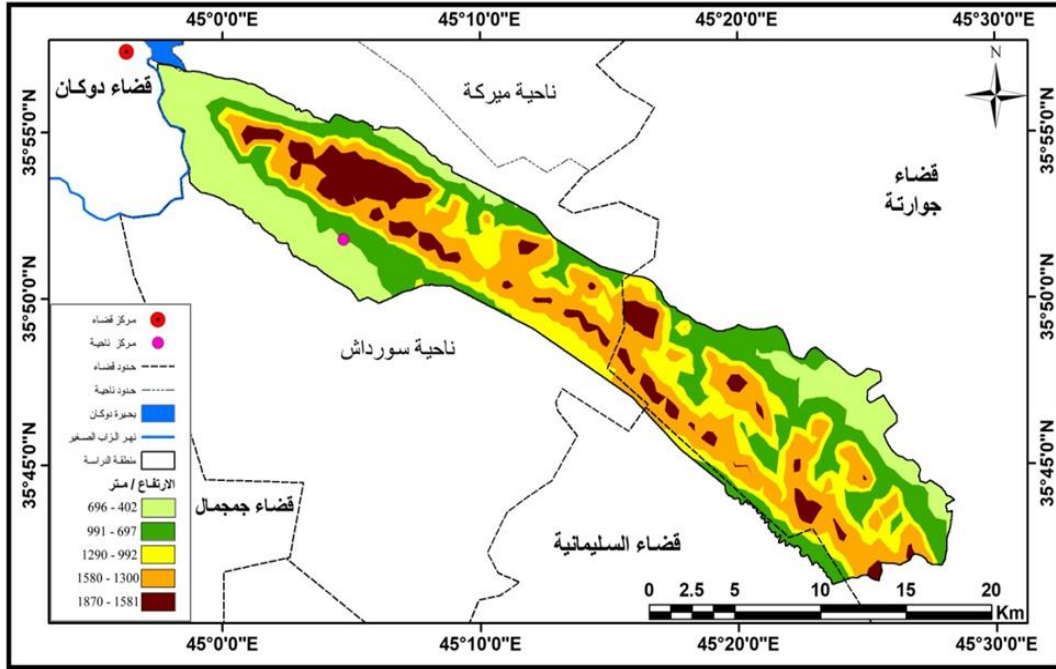 45°0'0"E
45°10'0"E
45°20'0"E
45°30'0"E
N
قضاء دوكان
ناحية ميركة
قضاء
جوارتة
35°55'0"N
35°55'0"N
35°50'0"N
35°50'0"N
ناحية سورداش
35°45'0"N
35°45'0"N
قضاء جمجمال
قضاء السليمانية
مركز قضاء
مركز ناحية
حدود قضاء
حدود ناحية
بحيرة دوكان
نهر الزاب الصغير
منطقة الدراسة
الارتفاع / متر
696 - 402
991 - 697
1290 - 992
1580 - 1300
1870 - 1581
0 2.5 5 10 15 20
Km
45°0'0"E
45°10'0"E
45°20'0"E
45°30'0"E